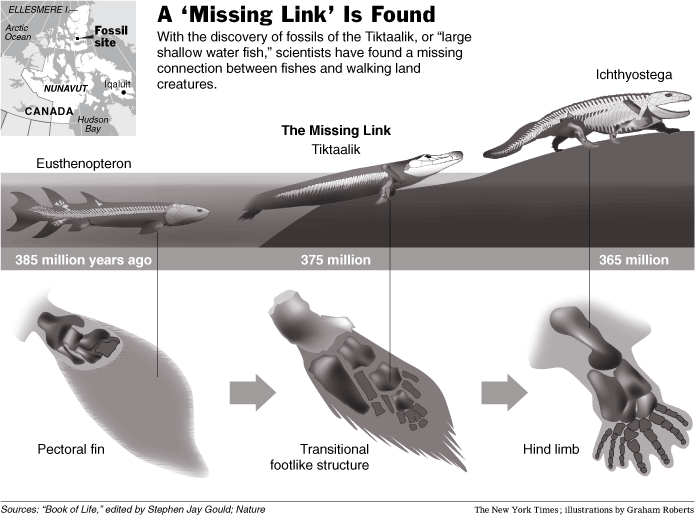 ELLESMERE I.
Arctic
Ocean
Fossil
site
NUNAVUT
Iqaluit
CANADA
Hudson
Bay
A ‘Missing Link’ Is Found
With the discovery of fossils of the Tiktaalik, or “large
shallow water fish,” scientists have found a missing
connection between fishes and walking land
creatures.
Ichthyostega
The Missing Link
Tiktaalik
Eusthenopteron
385 million years ago
375 million
365 million
Pectoral fin
Transitional
footlike structure
Hind limb
Sources: “Book of Life,” edited by Stephen Jay Gould; Nature
The New York Times; illustrations by Graham Roberts